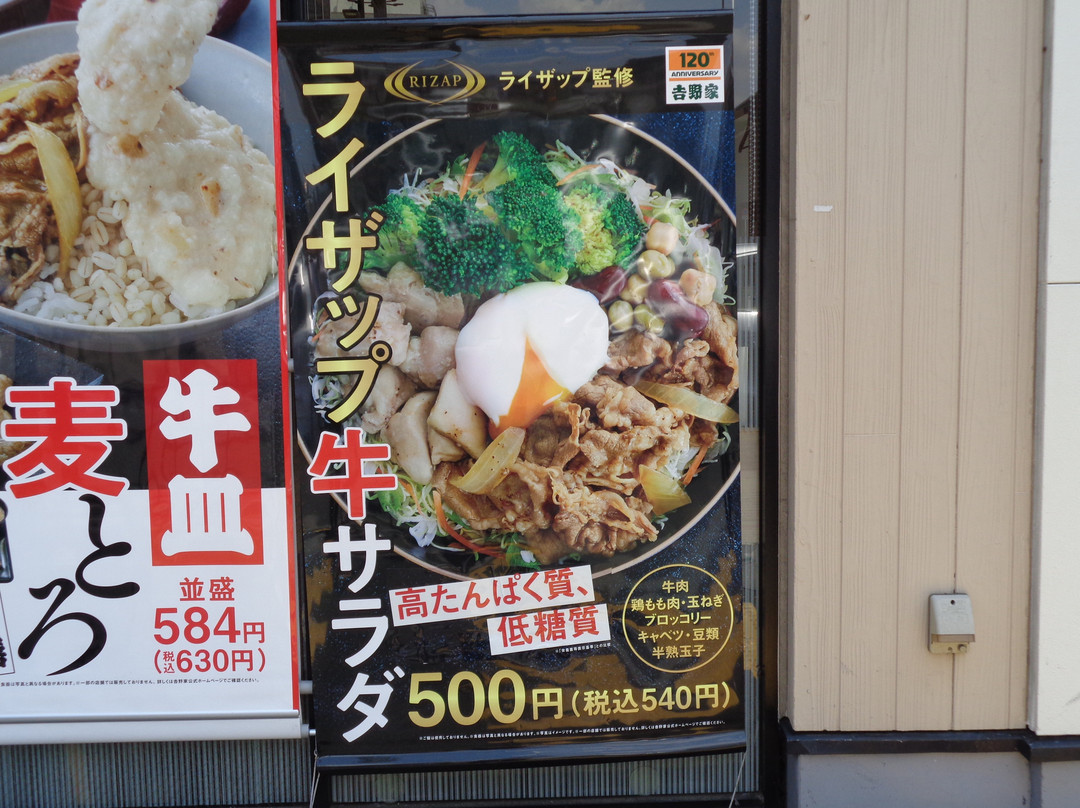 牛皿
麦とろ
並盛
584円
(税込630円)
RIZAP
ライザップ監修
120th
ANNIVERSARY
吉野家
ライザップ牛サラダ
高たんぱく質、
低糖質
牛肉
鶏もも肉・玉ねぎ
ブロッコリー
キャベツ・豆類
半熟玉子
500円(税込540円)